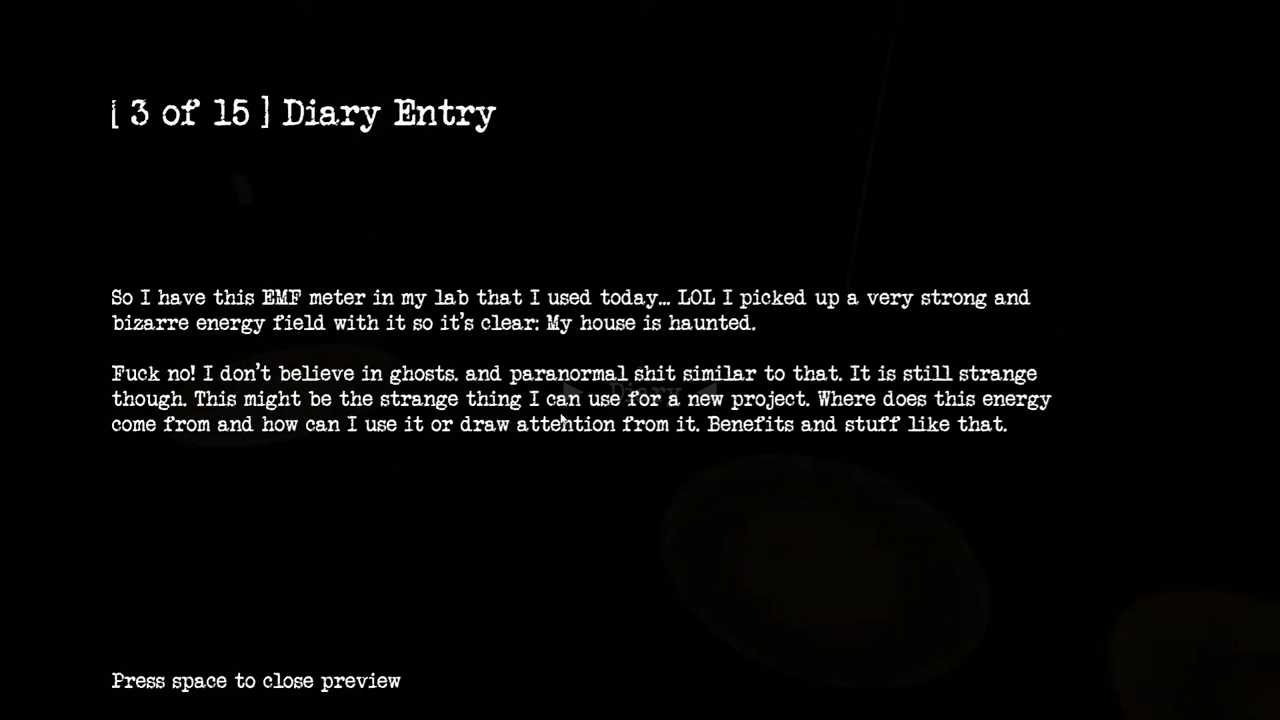 [ 3 of 15 ] Diary Entry
So I have this EMF meter in my lab that I used today... LOL I picked up a very strong and
bizarre energy field with it so it's clear: My house is haunted.
Fuck no! I don't believe in ghosts. and paranormal shit similar to that. It is still strange
though. This might be the strange thing I can use for a new project. Where does this energy
come from and how can I use it or draw attention from it. Benefits and stuff like that.
Diary
Press space to close preview